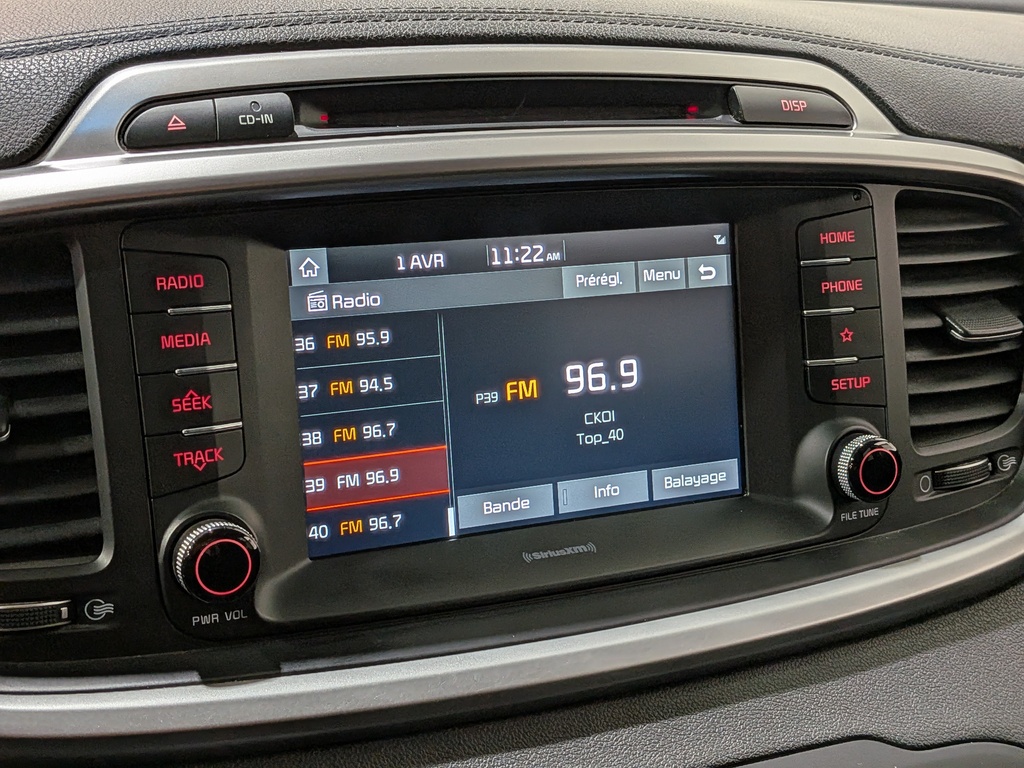 CD-IN
DISP
RADIO
MEDIA
SEEK
TRACK
PWR VOL
1 AVR
11:22 AM
Radio
Prérégl.
Menu
36 FM 95.9
37 FM 94.5
38 FM 96.7
39 FM 96.9
40 FM 96.7
P39 FM 96.9
CKOI
Top_40
Bande
Info
Balayage
((SiriusXM))
HOME
PHONE
SETUP
FILE TUNE